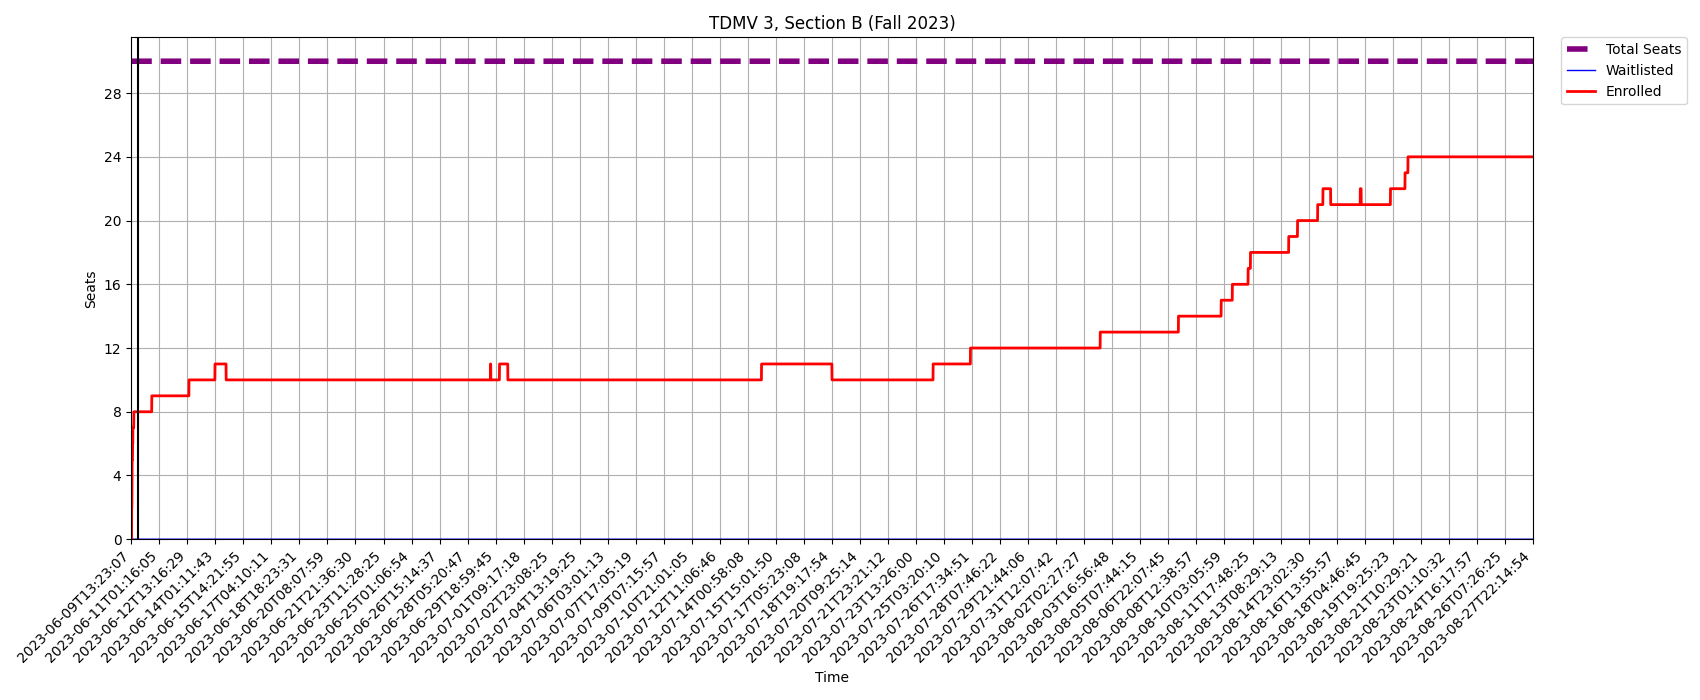 TDMV 3, Section B (Fall 2023)
Total Seats
Waitlisted
Enrolled
Seats
28
24
20
16
12
8
4
0
2023-06-09T13:23:07
2023-06-11T01:16:05
2023-06-12T13:16:29
2023-06-14T01:11:43
2023-06-15T14:21:55
2023-06-17T04:10:11
2023-06-18T18:23:31
2023-06-20T08:07:59
2023-06-21T21:36:30
2023-06-23T11:28:25
2023-06-25T01:06:54
2023-06-26T15:14:37
2023-06-28T05:20:47
2023-06-29T18:59:45
2023-07-01T09:17:18
2023-07-02T23:08:25
2023-07-04T13:19:25
2023-07-06T03:01:13
2023-07-07T17:05:19
2023-07-09T07:15:57
2023-07-10T21:01:05
2023-07-12T11:06:46
2023-07-14T00:58:08
2023-07-15T15:01:50
2023-07-17T05:23:08
2023-07-18T19:17:54
2023-07-20T09:25:14
2023-07-21T23:21:12
2023-07-23T13:26:00
2023-07-25T03:20:10
2023-07-26T17:34:51
2023-07-28T07:46:22
2023-07-29T21:44:06
2023-07-31T12:07:42
2023-08-02T02:27:27
2023-08-03T16:56:48
2023-08-05T07:44:15
2023-08-06T22:07:45
2023-08-08T12:38:57
2023-08-10T03:05:59
2023-08-11T17:48:25
2023-08-13T08:29:13
2023-08-14T23:02:30
2023-08-16T13:55:57
2023-08-18T04:46:45
2023-08-19T19:25:23
2023-08-21T10:29:21
2023-08-23T01:10:32
2023-08-24T16:17:57
2023-08-26T07:26:25
2023-08-27T22:14:54
Time